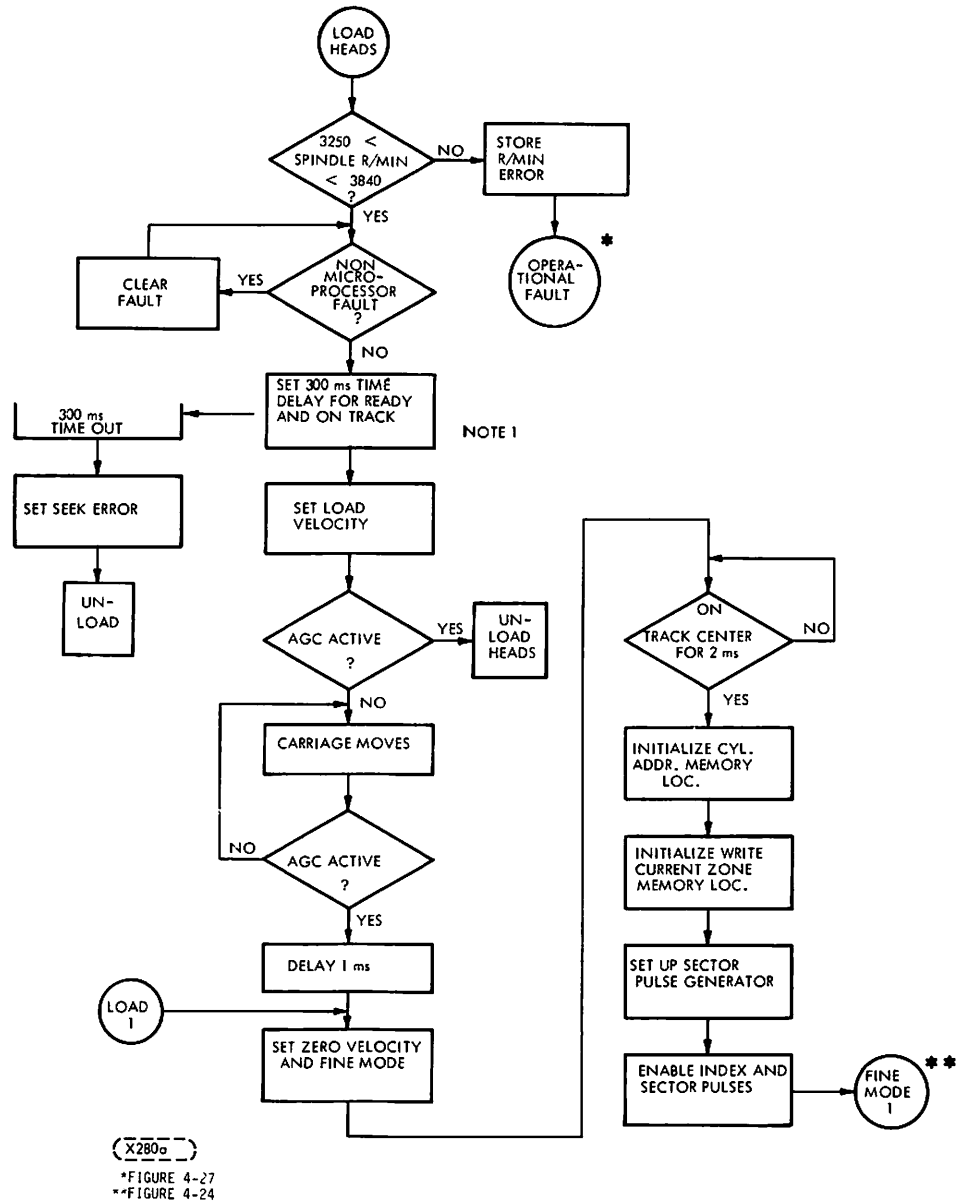 LOAD
HEADS
3250 <
SPINDLE R/MIN
< 3840
?
NO
STORE
R/MIN
ERROR
YES
*
OPERA-
TIONAL
FAULT
NON
MICRO-
PROCESSOR
FAULT
?
YES
CLEAR
FAULT
NO
SET 300 ms TIME
DELAY FOR READY
AND ON TRACK
NOTE 1
300 ms
TIME OUT
SET SEEK ERROR
UN-
LOAD
SET LOAD
VELOCITY
AGC ACTIVE
?
YES
UN-
LOAD
HEADS
NO
CARRIAGE MOVES
AGC ACTIVE
?
NO
YES
DELAY 1 ms
LOAD
1
SET ZERO VELOCITY
AND FINE MODE
ON
TRACK CENTER
FOR 2 ms
NO
YES
INITIALIZE CYL.
ADDR. MEMORY
LOC.
INITIALIZE WRITE
CURRENT ZONE
MEMORY LOC.
SET UP SECTOR
PULSE GENERATOR
ENABLE INDEX AND
SECTOR PULSES
**
FINE
MODE
1
X280a
*FIGURE 4-27
**FIGURE 4-24